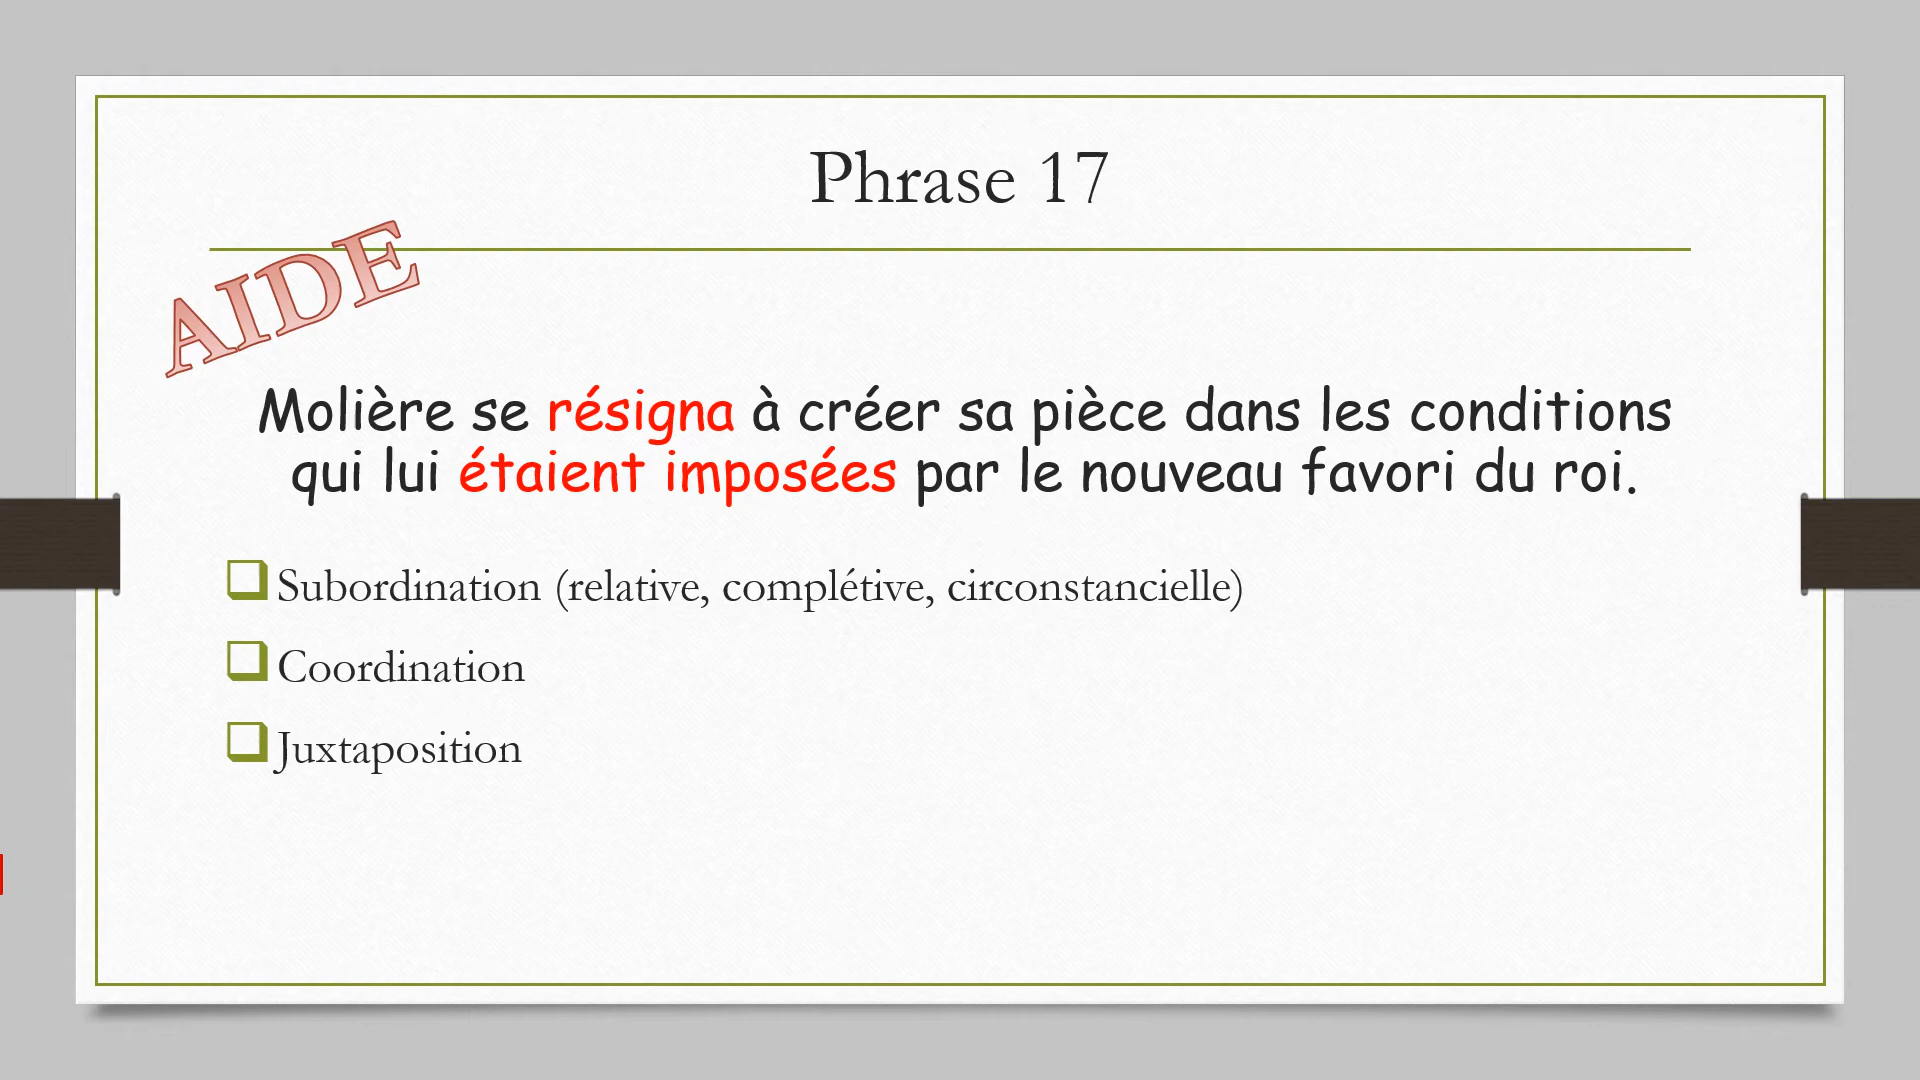 Phrase 17
AIDE
Molière se résigna à créer sa pièce dans les conditions
qui lui étaient imposées par le nouveau favori du roi.
Subordination (relative, complétive, circonstancielle)
Coordination
Juxtaposition